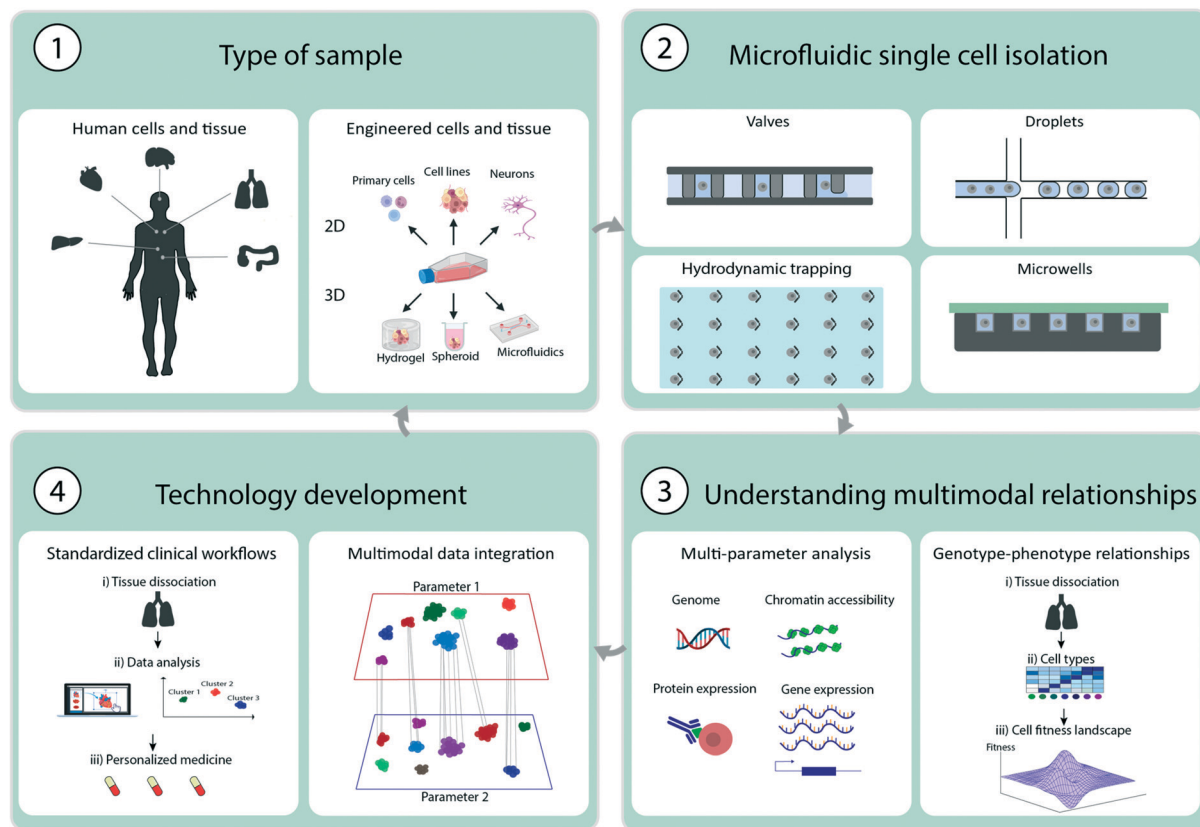 1
Type of sample
Human cells and tissue
Engineered cells and tissue
Primary cells
Cell lines
Neurons
2D
3D
Hydrogel
Spheroid
Microfluidics
2
Microfluidic single cell isolation
Valves
Droplets
Hydrodynamic trapping
Microwells
3
Understanding multimodal relationships
Multi-parameter analysis
Genome
Chromatin accessibility
Protein expression
Gene expression
Genotype-phenotype relationships
i) Tissue dissociation
ii) Cell types
iii) Cell fitness landscape
Fitness
4
Technology development
Standardized clinical workflows
i) Tissue dissociation
ii) Data analysis
Cluster 1
Cluster 2
Cluster 3
iii) Personalized medicine
Multimodal data integration
Parameter 1
Parameter 2